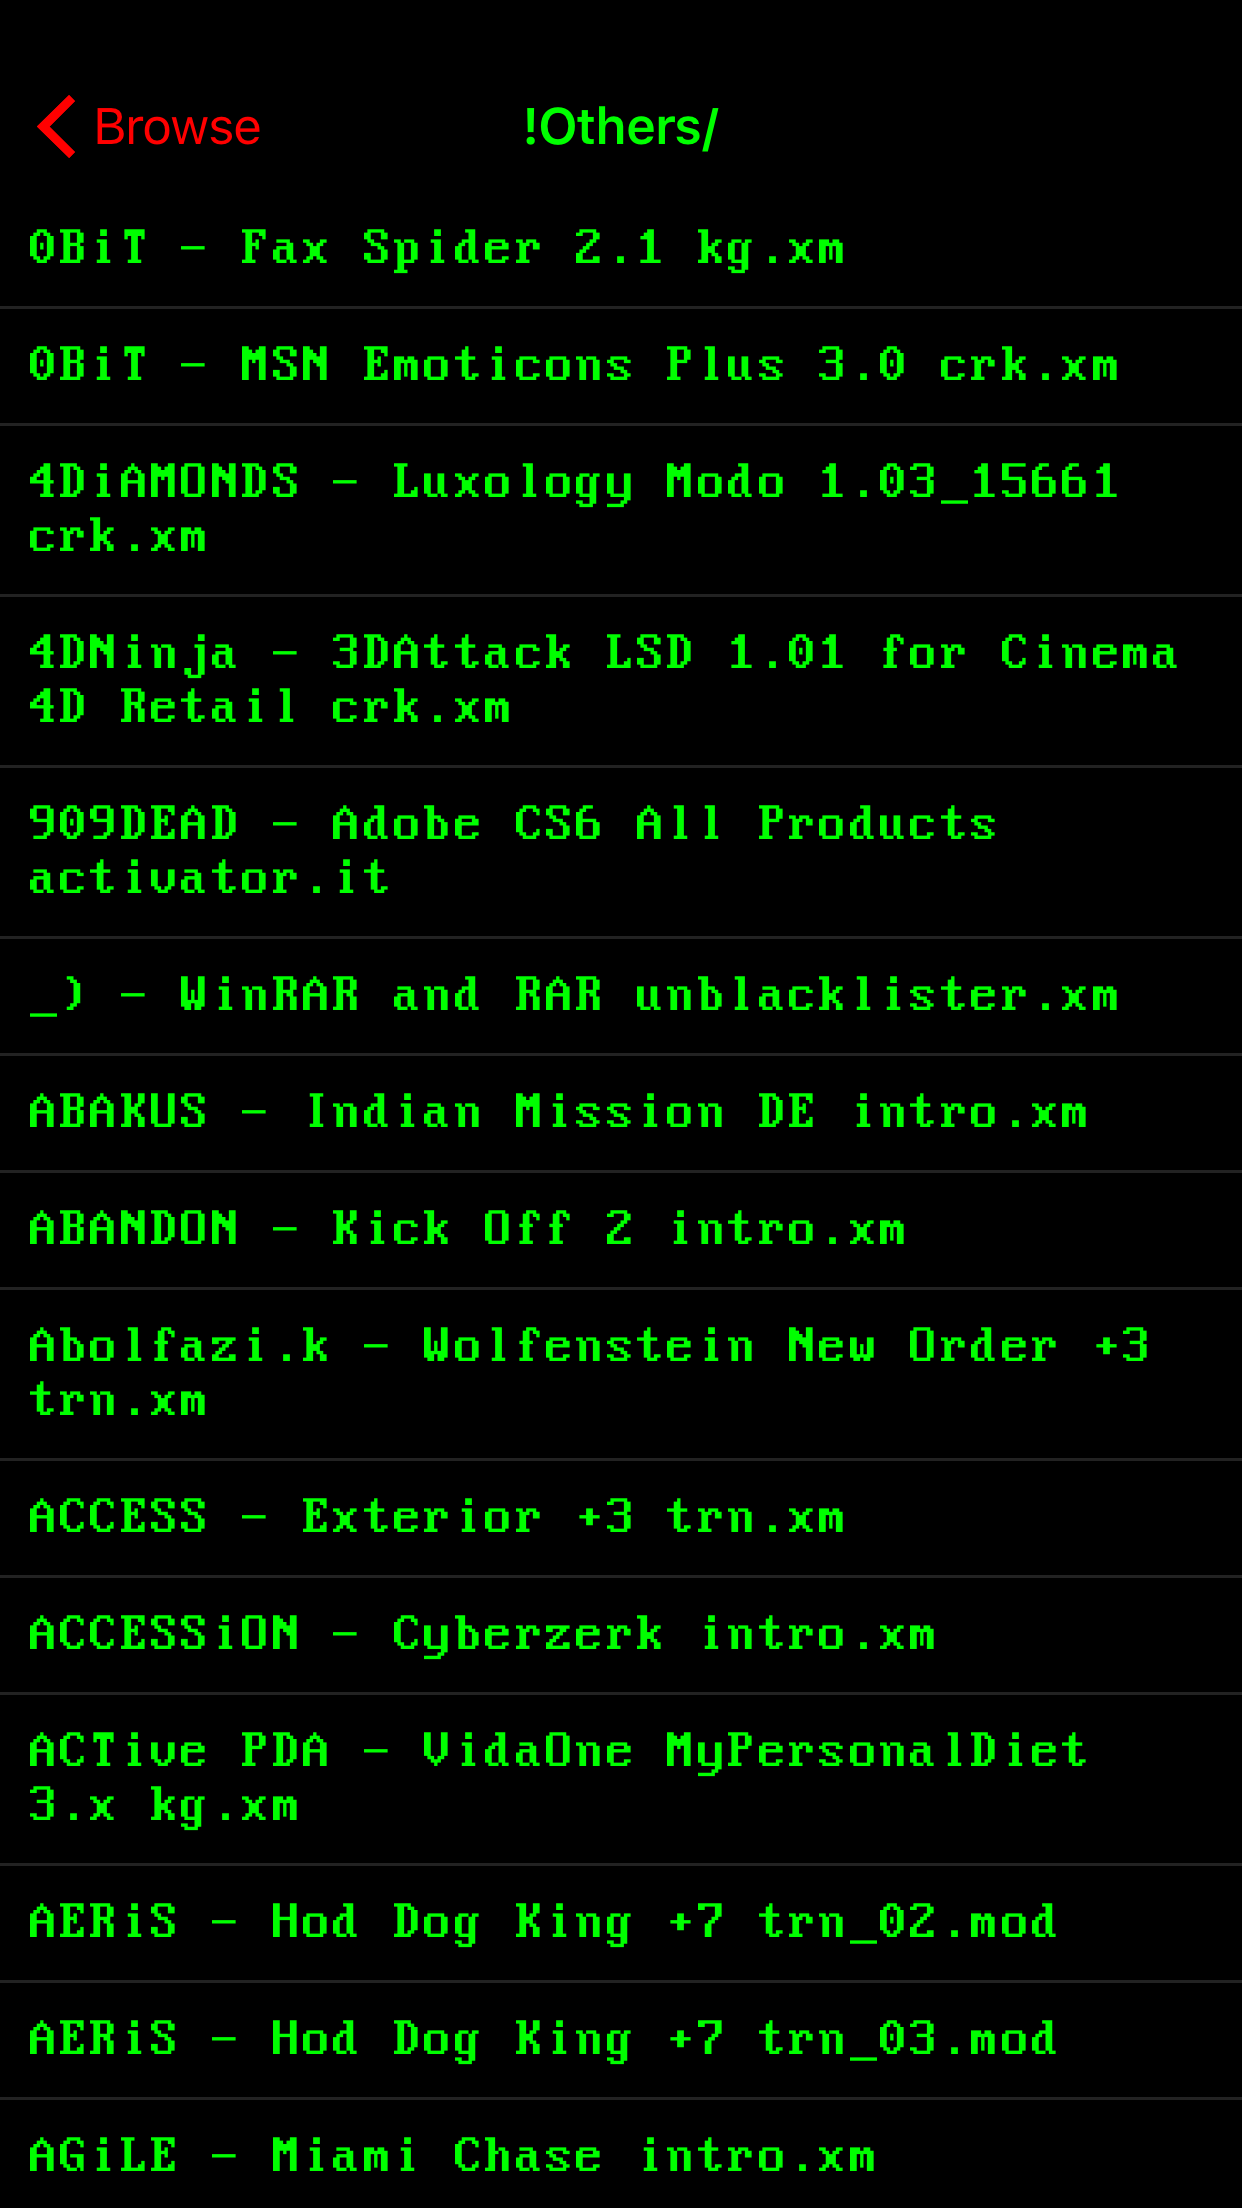 Browse
!Others/
0BiT - Fax Spider 2.1 kg.xm
0BiT - MSN Emoticons Plus 3.0 crk.xm
4DiAMONDS - Luxology Modo 1.03_15661
crk.xm
4DNinja - 3DAttack LSD 1.01 for Cinema
4D Retail crk.xm
909DEAD - Adobe CS6 All Products
activator.it
_) - WinRAR and RAR unblacklister.xm
ABAKUS - Indian Mission DE intro.xm
ABANDON - Kick Off 2 intro.xm
Abolfazi.k - Wolfenstein New Order +3
trn.xm
ACCESS - Exterior +3 trn.xm
ACCESSiON - Cyberzerk intro.xm
ACTive PDA - VidaOne MyPersonalDiet
3.x kg.xm
AERiS - Hod Dog King +7 trn_02.mod
AERiS - Hod Dog King +7 trn_03.mod
AGiLE - Miami Chase intro.xm